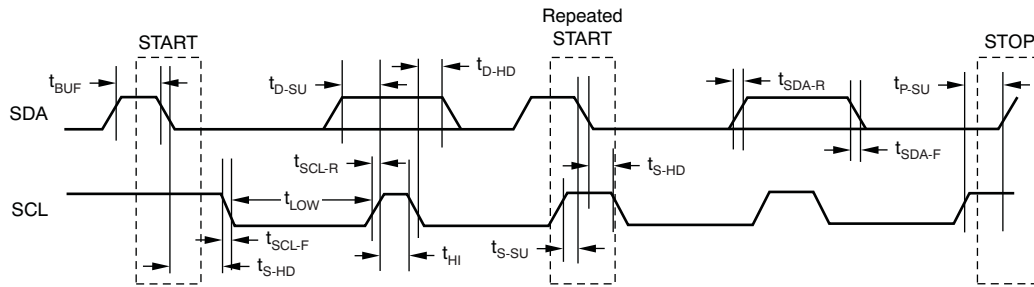 Repeated
START
START
STOP
tBUF
tD-SU
tD-HD
tSDA-R
tP-SU
SDA
tSCL-R
tS-HD
tSDA-F
tLOW
SCL
tSCL-F
tS-HD
tHI
tS-SU